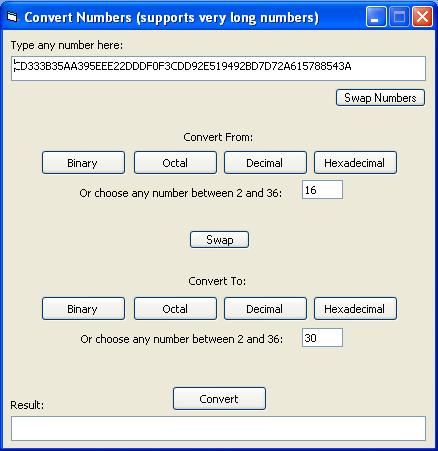 Convert Numbers (supports very long numbers)
Type any number here:
CD333B35AA395EEE22DDDF0F3CDD92E519492BD7D72A615788543A
Swap Numbers
Convert From:
Binary Octal Decimal Hexadecimal
Or choose any number between 2 and 36: 16
Swap
Convert To:
Binary Octal Decimal Hexadecimal
Or choose any number between 2 and 36: 30
Convert
Result: